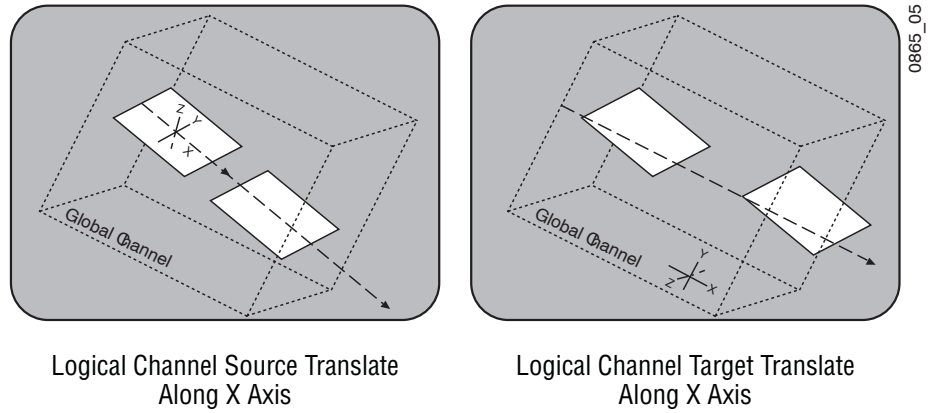 0865_05
Z
Y
X
Global Channel
Global Channel
Y
Z
X
Logical Channel Source Translate
Along X Axis
Logical Channel Target Translate
Along X Axis